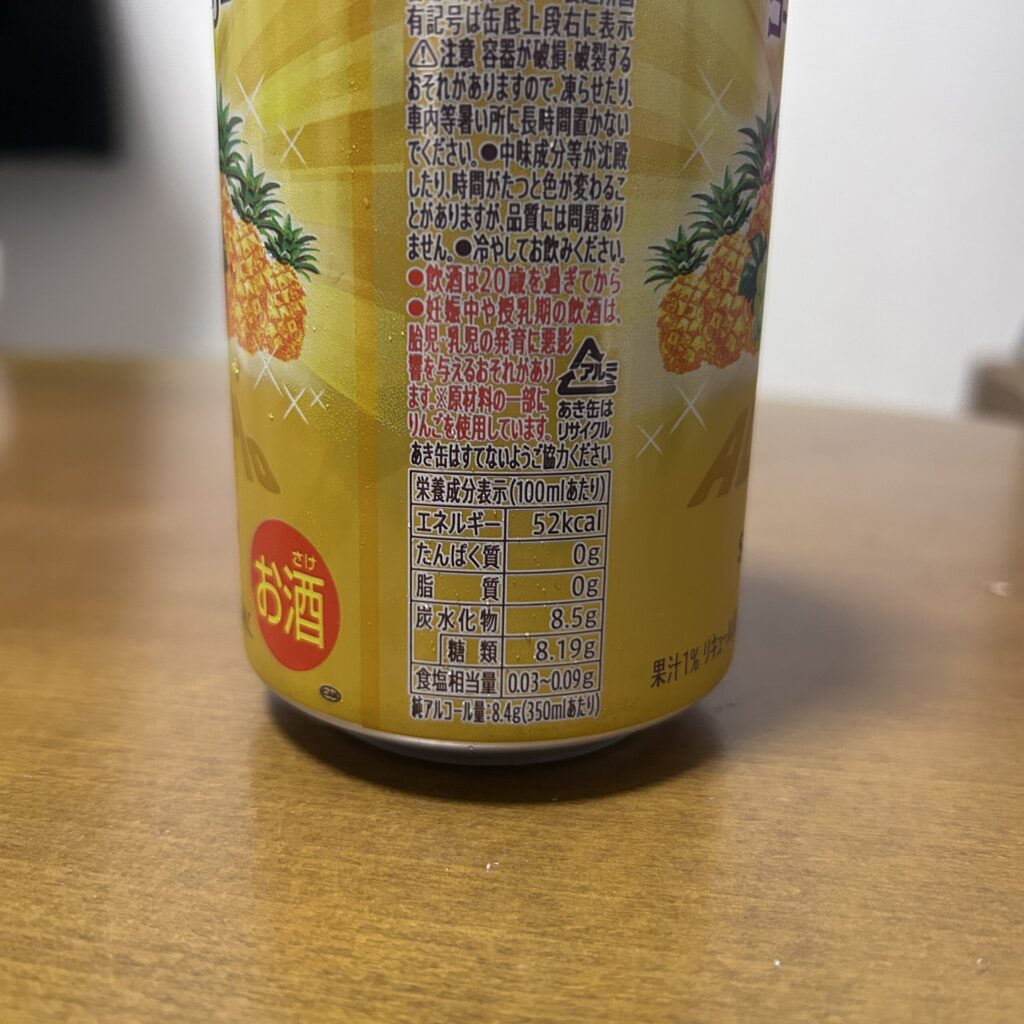 有記号は缶底上段右に表示
注意 容器が破損・破裂する
おそれがありますので、凍らせたり、
車内等暑い所に長時間置かない
でください。●中味成分等が沈殿
したり、時間がたつと色が変わるこ
とがありますが、品質には問題あり
ません。●冷やしてお飲みください。
●飲酒は20歳を過ぎてから
●妊娠中や授乳期の飲酒は、
胎児・乳児の発育に悪影
響を与えるおそれがあり
ます。※原材料の一部に
りんごを使用しています。
アルミ
あき缶は
リサイクル
あき缶はすてないようご協力ください
栄養成分表示(100mlあたり)
エネルギー 52kcal
たんぱく質 0g
脂質 0g
炭水化物 8.5g
糖類 8.19g
食塩相当量 0.03~0.09g
純アルコール量:8.4g(350mlあたり)
さけ
お酒
果汁1%